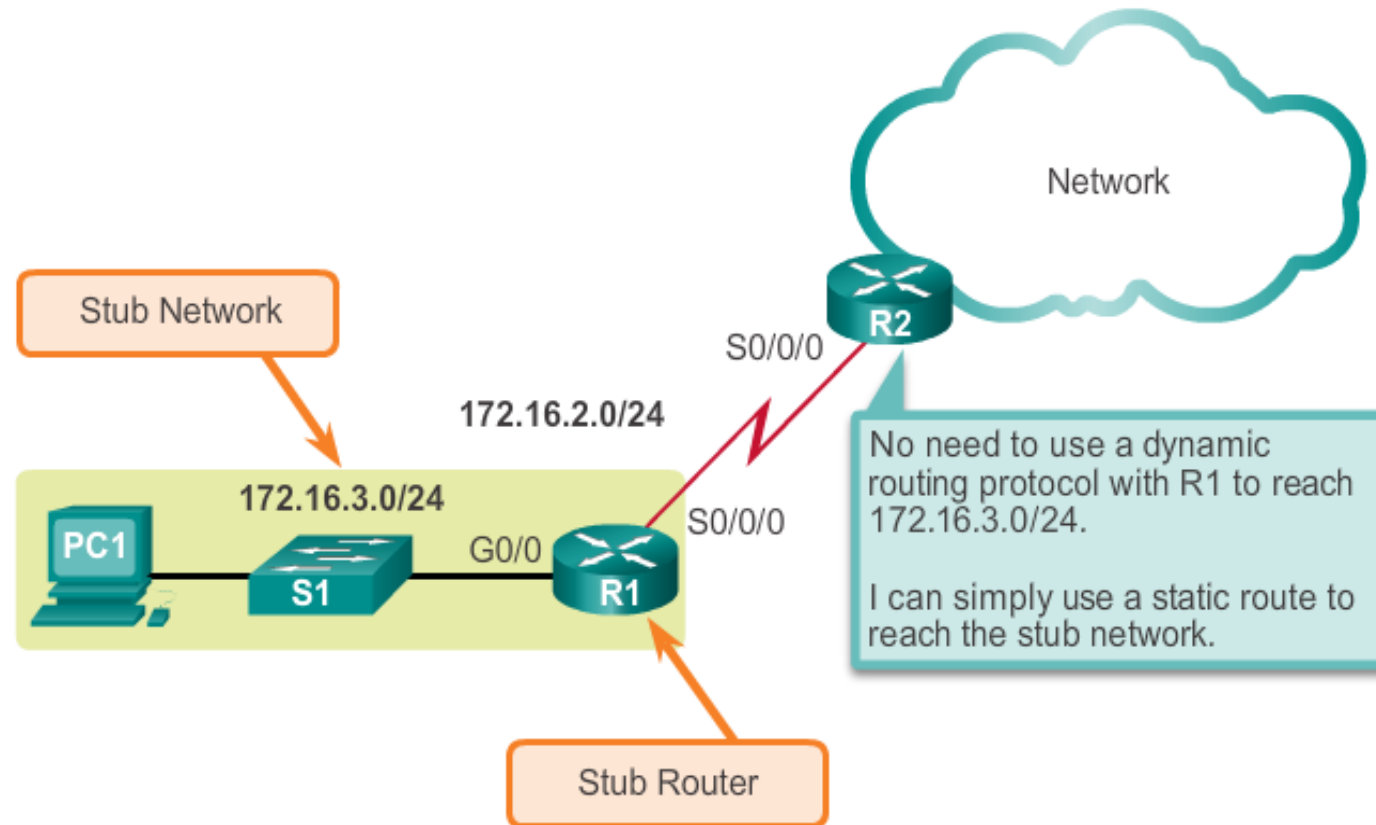 Network
Stub Network
R2
S0/0/0
172.16.2.0/24
No need to use a dynamic
routing protocol with R1 to reach
172.16.3.0/24.
I can simply use a static route to
reach the stub network.
172.16.3.0/24
S0/0/0
PC1
G0/0
S1
R1
Stub Router